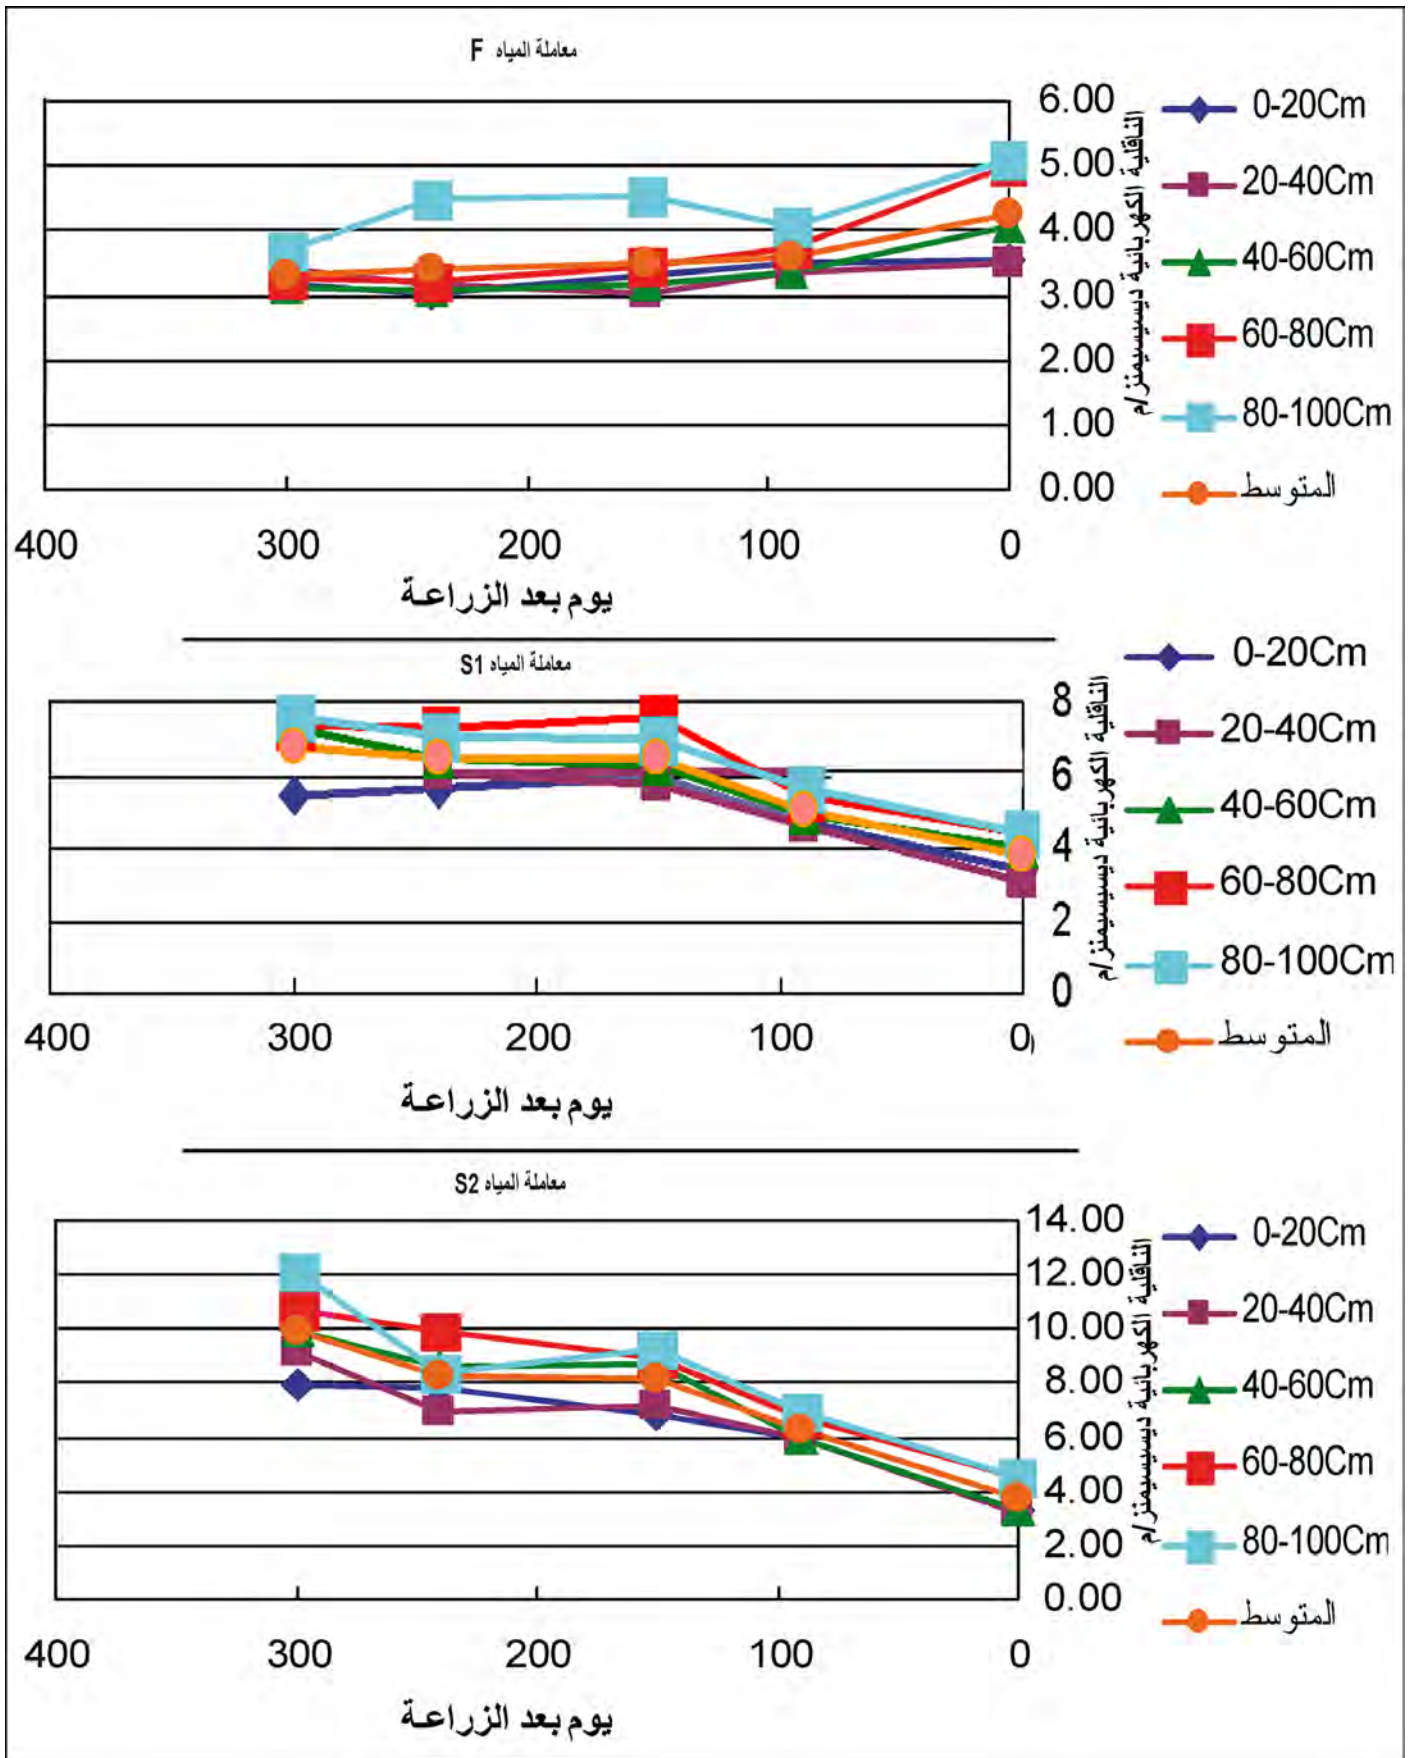 معاملة المياه F
6.00
5.00
4.00
3.00
2.00
1.00
0.00
الناقلية الكهربائية ديسيسيمنز/م
0-20Cm
20-40Cm
40-60Cm
60-80Cm
80-100Cm
المتوسط
400 300 200 100 0
يوم بعد الزراعة
معاملة المياه S1
8
6
4
2
0
الناقلية الكهربائية ديسيسيمنز/م
0-20Cm
20-40Cm
40-60Cm
60-80Cm
80-100Cm
المتوسط
400 300 200 100 0
يوم بعد الزراعة
معاملة المياه S2
14.00
12.00
10.00
8.00
6.00
4.00
2.00
0.00
الناقلية الكهربائية ديسيسيمنز/م
0-20Cm
20-40Cm
40-60Cm
60-80Cm
80-100Cm
المتوسط
400 300 200 100 0
يوم بعد الزراعة